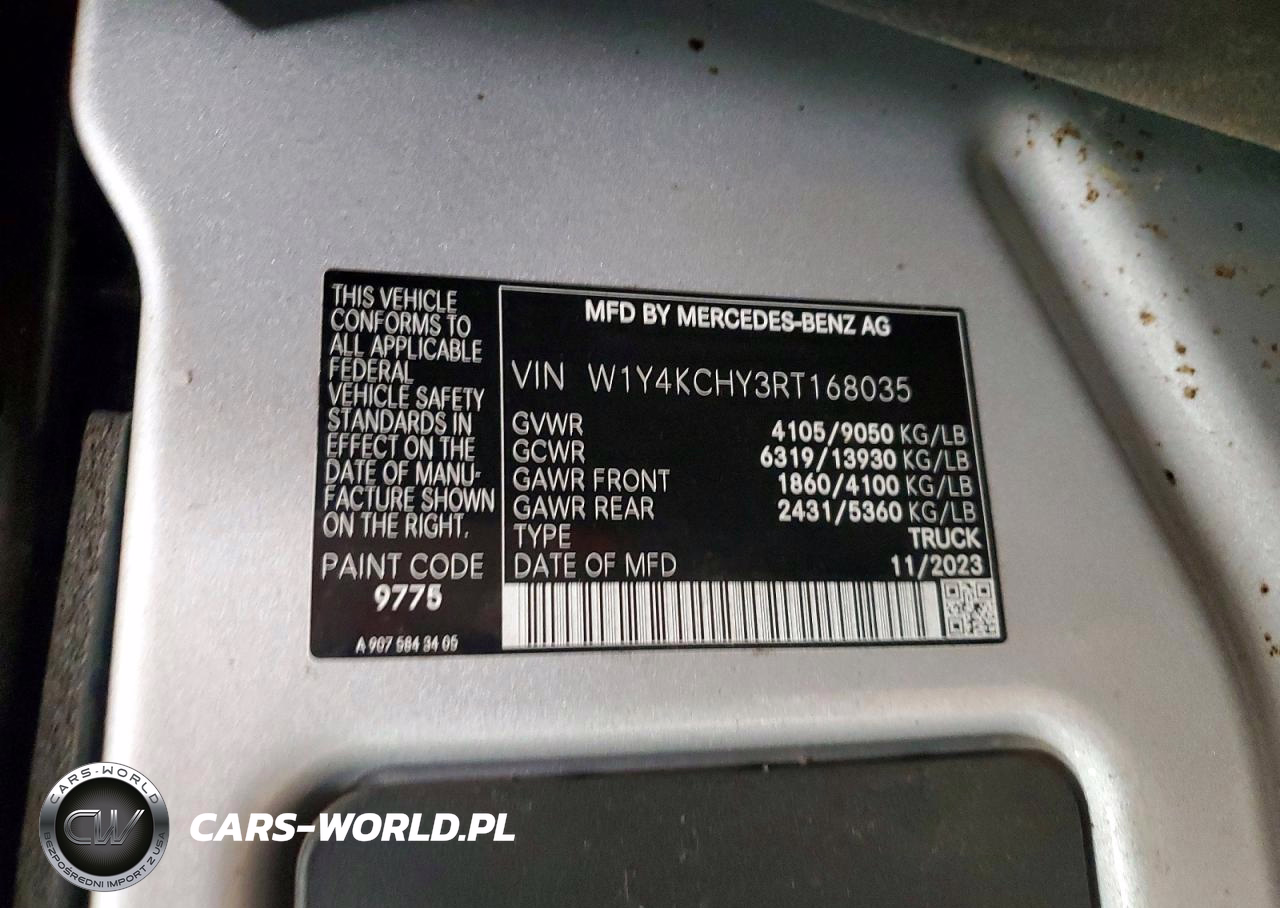 THIS VEHICLE
CONFORMS TO
ALL APPLICABLE
FEDERAL
VEHICLE SAFETY
STANDARDS IN
EFFECT ON THE
DATE OF MANU-
FACTURE SHOWN
ON THE RIGHT.
PAINT CODE
9775
A 907 584 34 05
MFD BY MERCEDES-BENZ AG
VIN W1Y4KCHY3RT168035
GVWR 4105/9050 KG/LB
GCWR 6319/13930 KG/LB
GAWR FRONT 1860/4100 KG/LB
GAWR REAR 2431/5360 KG/LB
TYPE TRUCK
DATE OF MFD 11/2023
CARS-WORLD
CW
BEZPOŚREDNI IMPORT Z USA
CARS-WORLD.PL